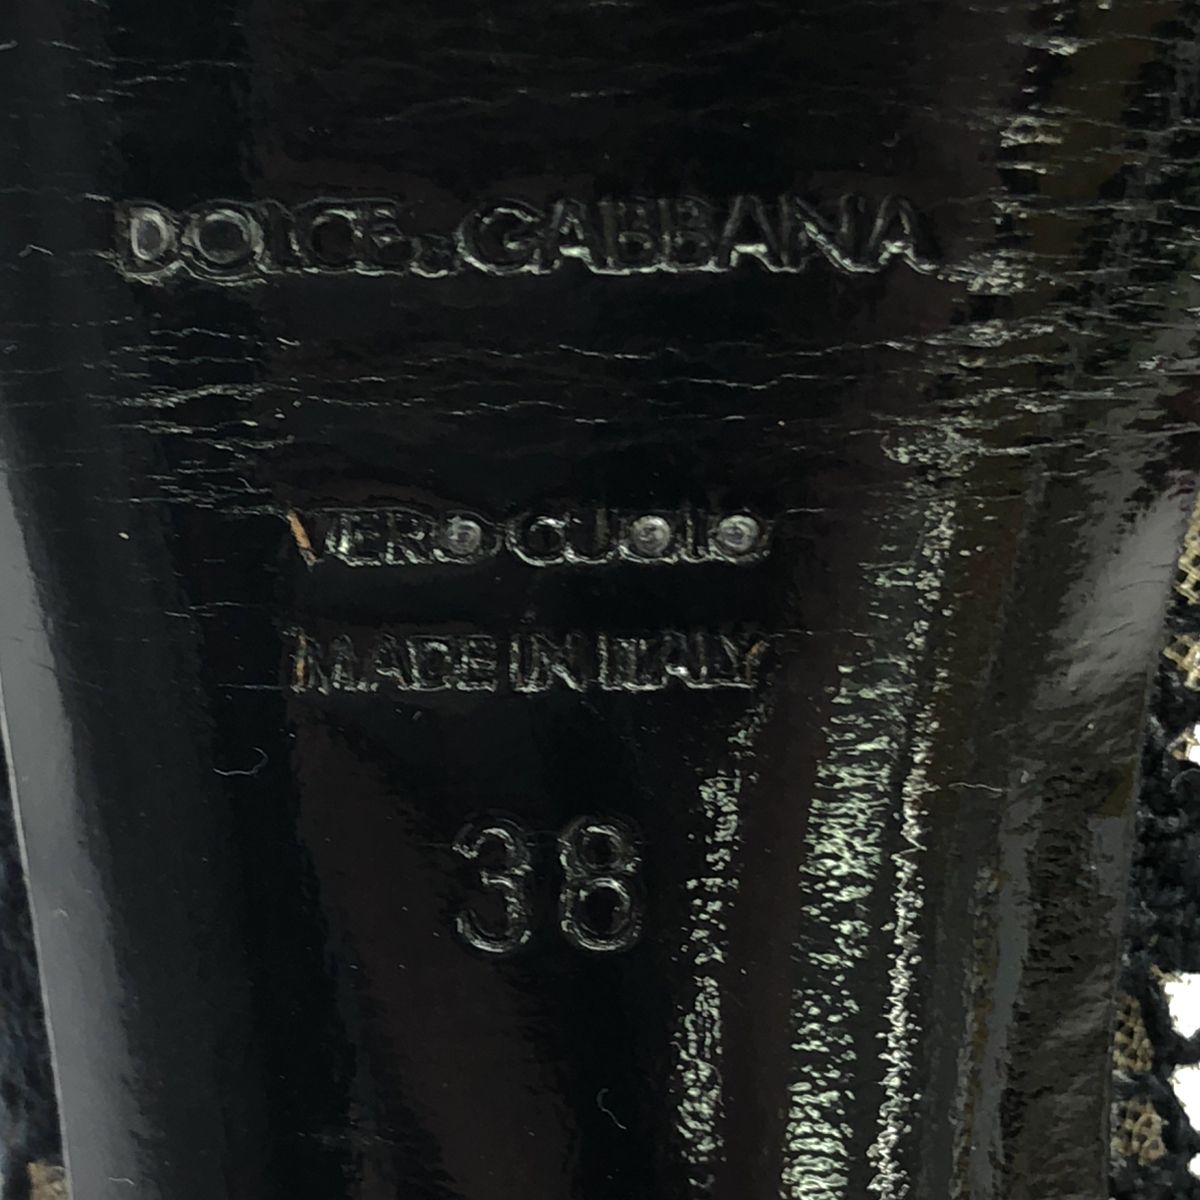 DOLCE&GABBANA
VERO CUOIO
MADE IN ITALY
38